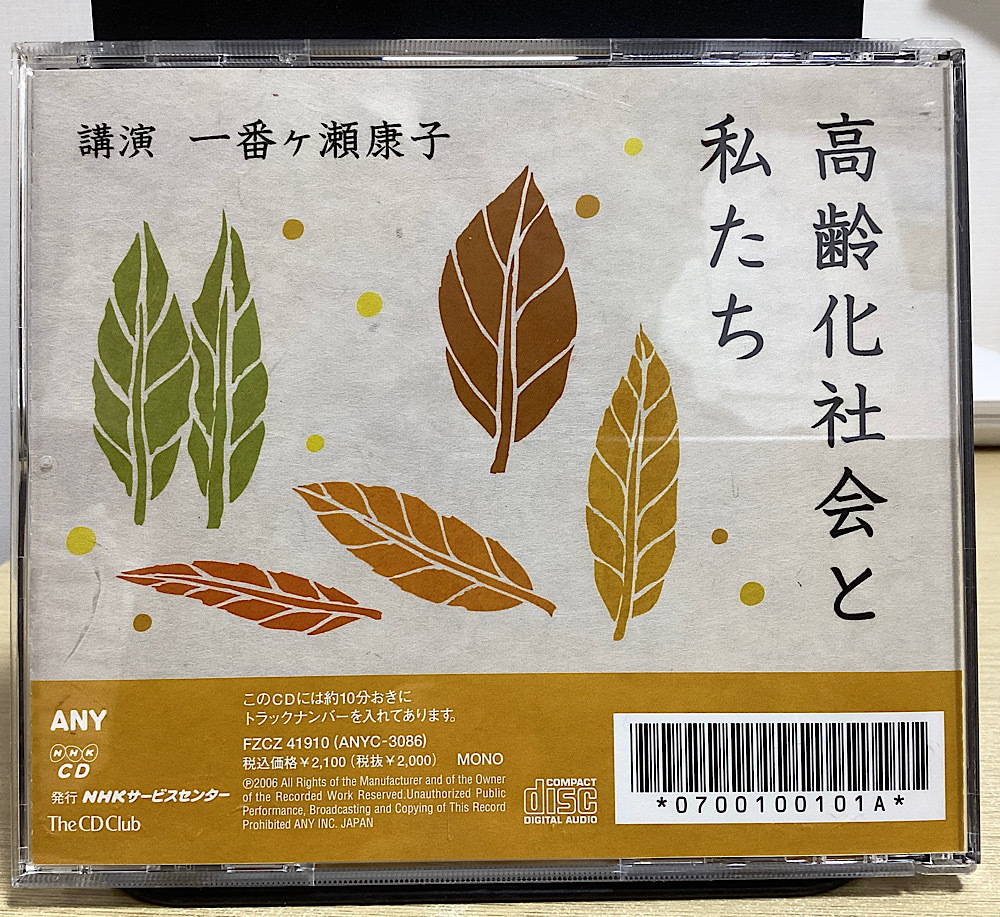 高齢化社会と
私たち
講演 一番ヶ瀬康子
ANY
NHK
CD
発行 NHKサービスセンター
The CD Club
このCDには約10分おきに
トラックナンバーを入れてあります。
FZCZ 41910 (ANYC-3086)
税込価格￥2,100（税抜￥2,000） MONO
℗2006 All Rights of the Manufacturer and of the Owner
of the Recorded Work Reserved.Unauthorized Public
Performance, Broadcasting and Copying of This Record
Prohibited ANY INC. JAPAN
COMPACT
disc
DIGITAL AUDIO
*0700100101A*